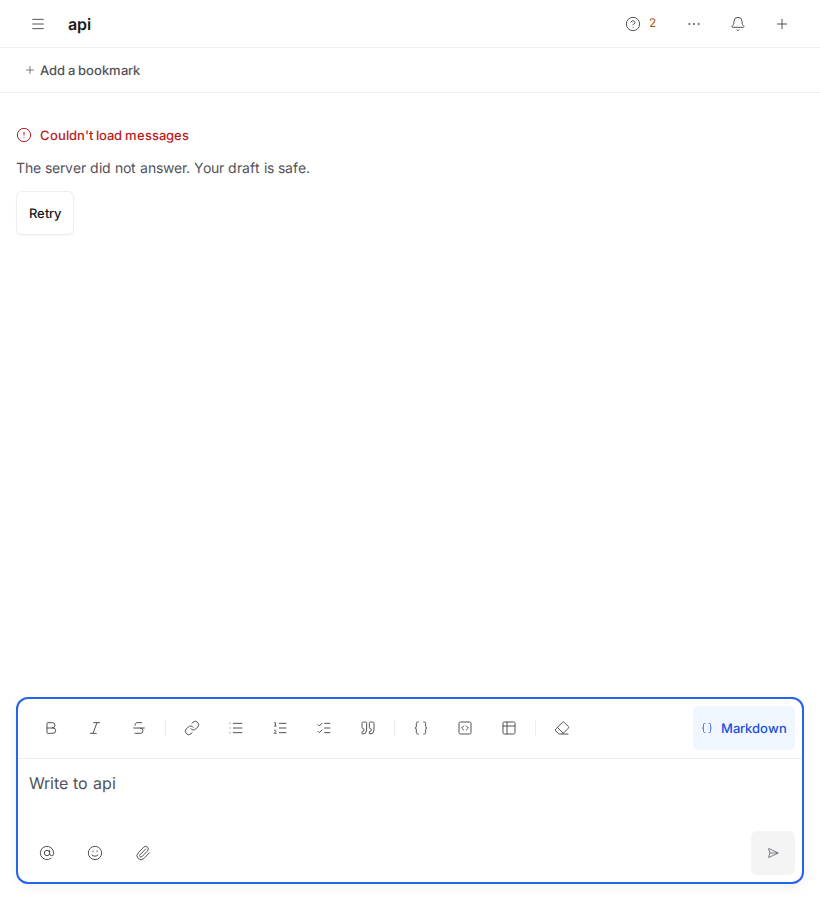 api
2
Add a bookmark
Couldn't load messages
The server did not answer. Your draft is safe.
Retry
Markdown
Write to api